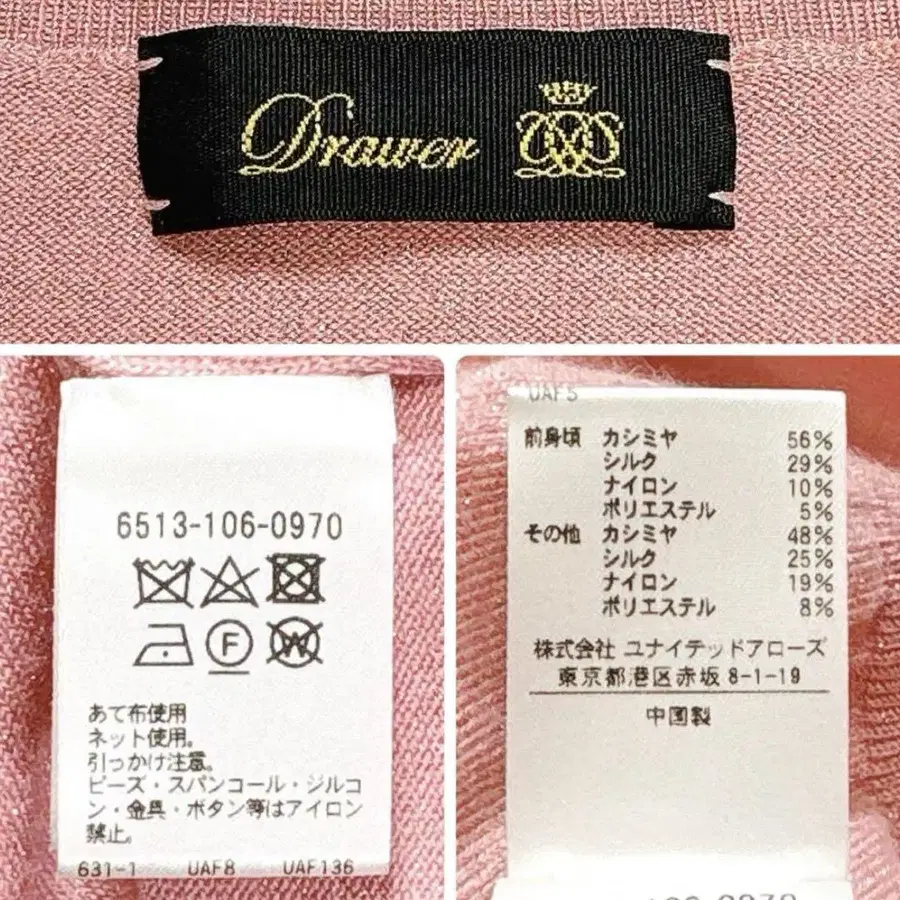 Drawer
6513-106-0970
F
W
あて布使用
ネット使用。
引っかけ注意。
ビーズ・スパンコール・ジルコ
ン・金具・ボタン等はアイロン
禁止。
631-1 UAF8 UAF136
UAF5
前身頃 カシミヤ 56%
シルク 29%
ナイロン 10%
ポリエステル 5%
その他 カシミヤ 48%
シルク 25%
ナイロン 19%
ポリエステル 8%
株式会社 ユナイテッドアローズ
東京都港区赤坂 8-1-19
中国製